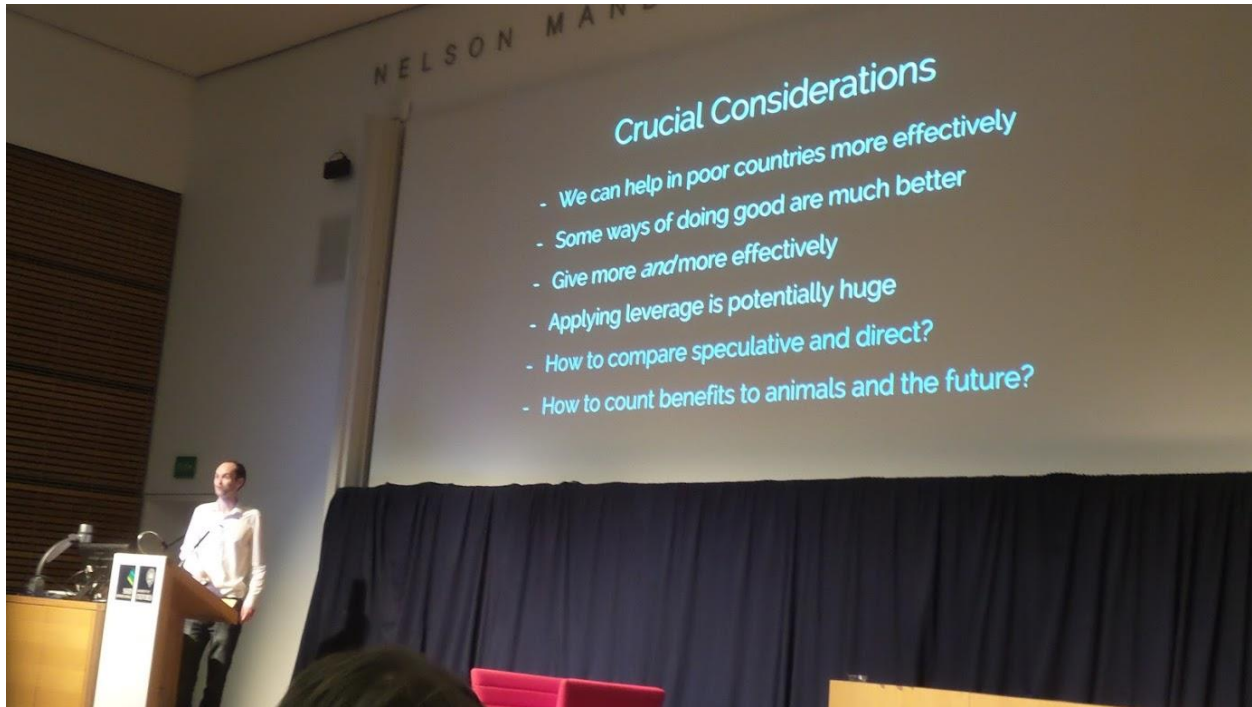 NELSON
Crucial Considerations
- We can help in poor countries more effectively
- Some ways of doing good are much better
- Give more and more effectively
- Applying leverage is potentially huge
- How to compare speculative and direct?
- How to count benefits to animals and the future?